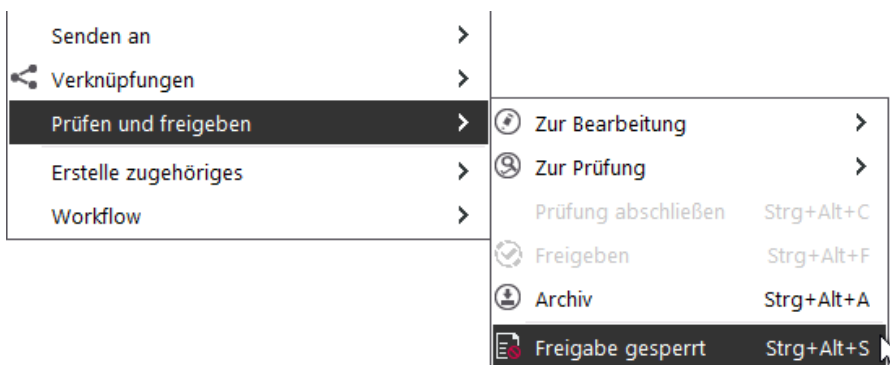 Senden an
Verknüpfungen
Prüfen und freigeben
Erstelle zugehöriges
Workflow
Zur Bearbeitung
Zur Prüfung
Prüfung abschließen Strg+Alt+C
Freigeben Strg+Alt+F
Archiv Strg+Alt+A
Freigabe gesperrt Strg+Alt+S